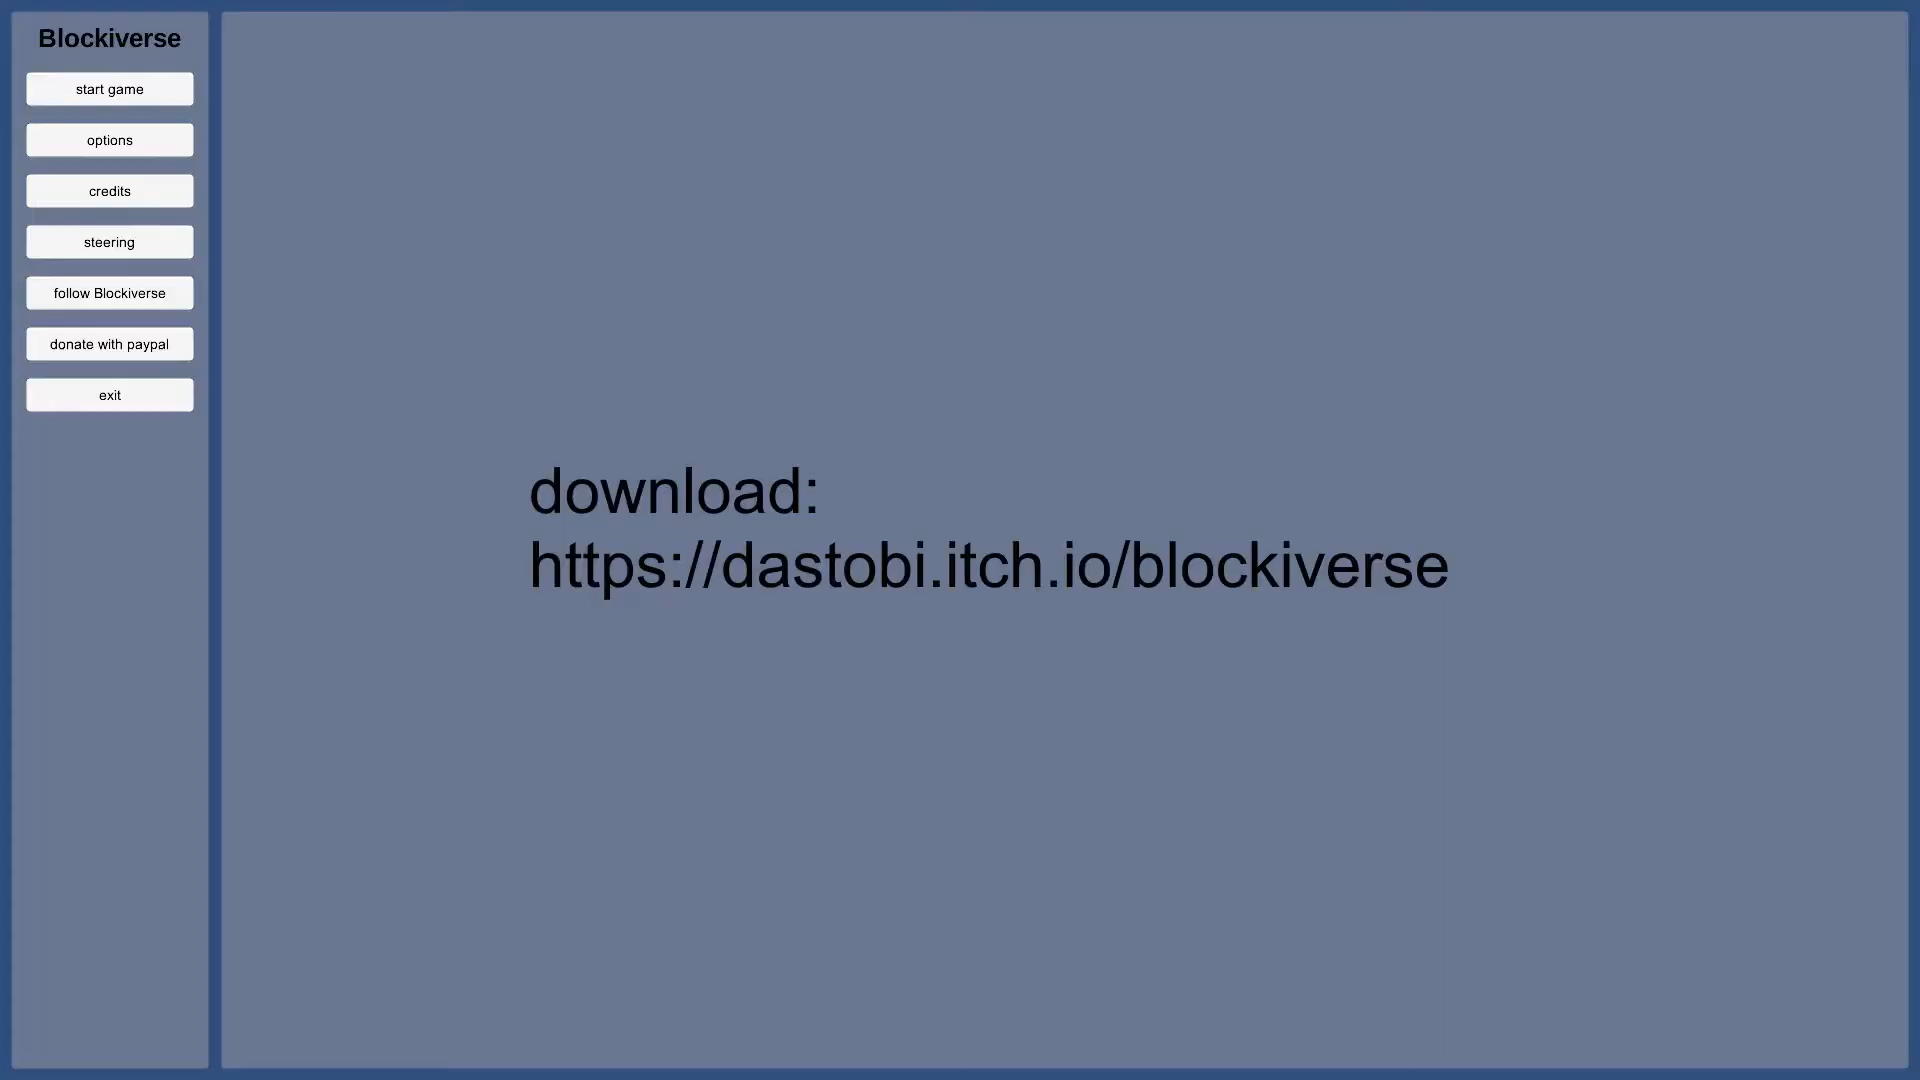 Blockiverse
start game
options
credits
steering
follow Blockiverse
donate with paypal
exit
download:
https://dastobi.itch.io/blockiverse